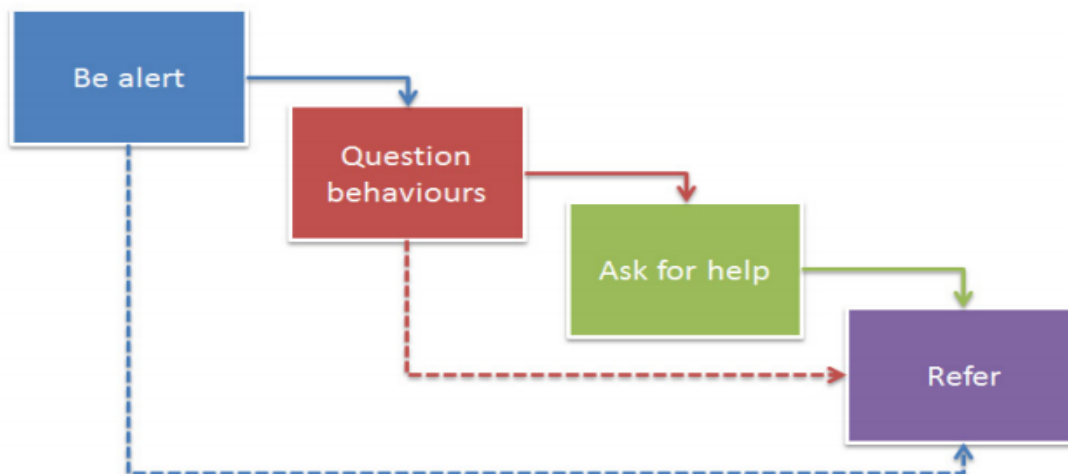 Be alert
Question
behaviours
Ask for help
Refer